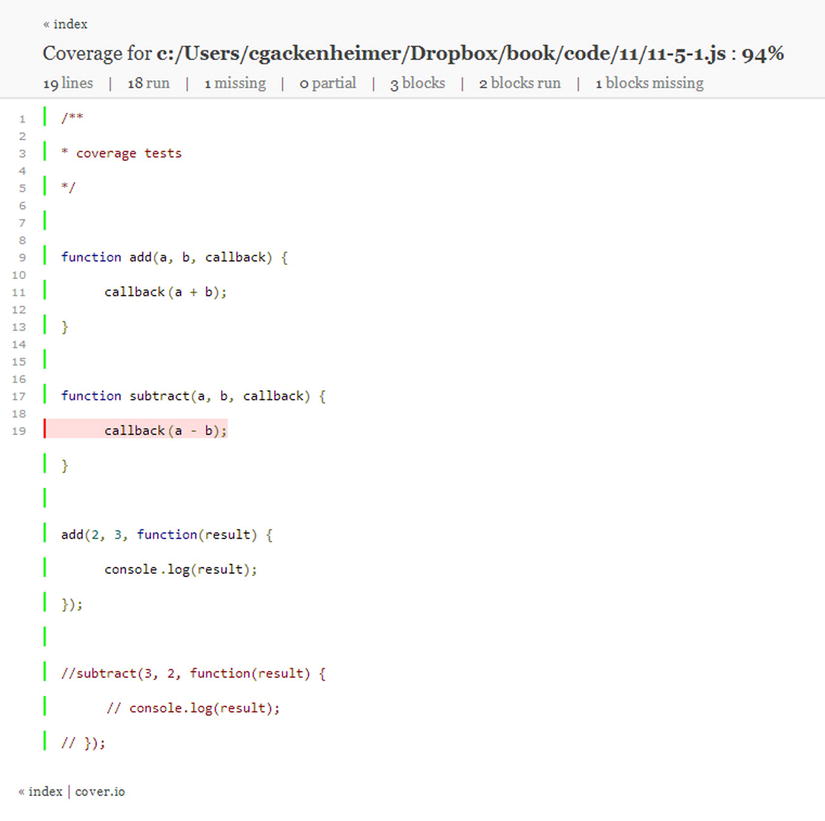 « index
Coverage for c:/Users/cgackenheimer/Dropbox/book/code/11/11-5-1.js : 94%
19 lines | 18 run | 1 missing | 0 partial | 3 blocks | 2 blocks run | 1 blocks missing
1 /**
2
3 * coverage tests
4
5 */
6
7
8
9 function add(a, b, callback) {
10
11 callback(a + b);
12
13 }
14
15
16
17 function subtract(a, b, callback) {
18
19 callback(a - b);
}
add(2, 3, function(result) {
console.log(result);
});
//subtract(3, 2, function(result) {
// console.log(result);
// });
« index | cover.io